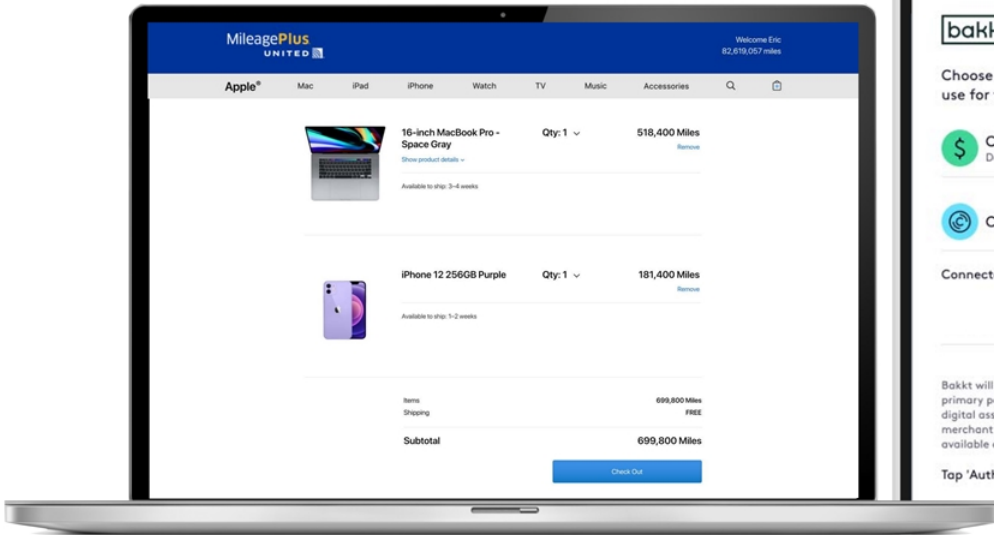 MileagePlus
UNITED
Welcome Eric
82,619,057 miles
Apple®
Mac iPad iPhone Watch TV Music Accessories
16-inch MacBook Pro - Space Gray
Qty: 1
518,400 Miles
Remove
Show product details
Available to ship: 3–4 weeks
iPhone 12 256GB Purple
Qty: 1
181,400 Miles
Remove
Available to ship: 1–2 weeks
Items 699,800 Miles
Shipping FREE
Subtotal 699,800 Miles
Check Out
bakk
Choose
use for
$
Connect
Bakkt will
primary p
digital ass
merchant
available
Tap 'Auth